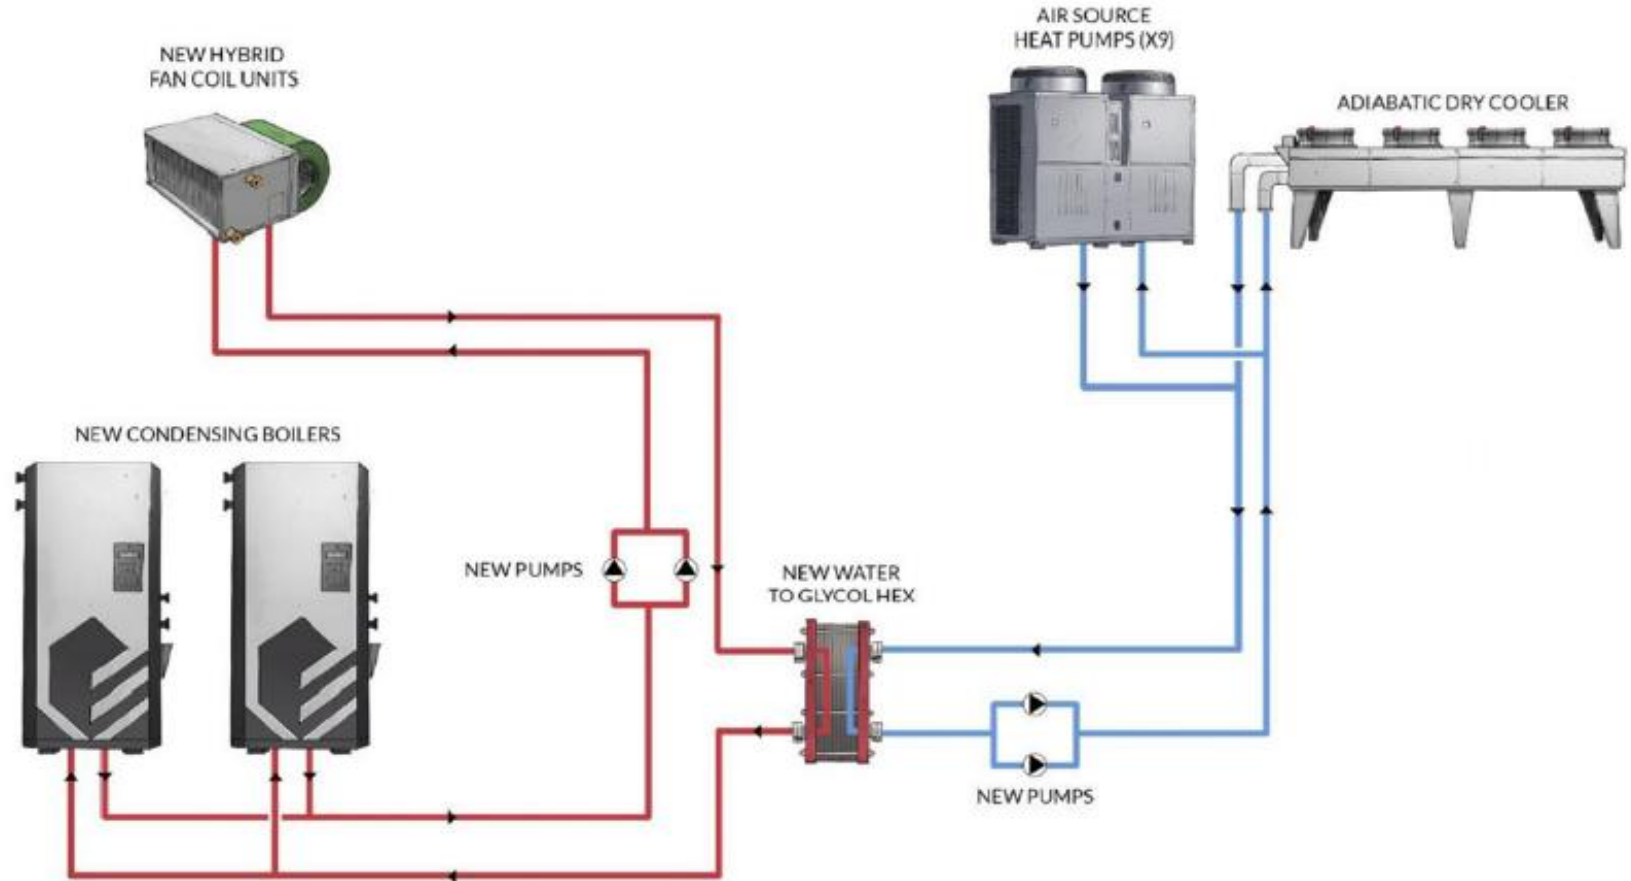 AIR SOURCE
HEAT PUMPS (X9)
NEW HYBRID
FAN COIL UNITS
ADIABATIC DRY COOLER
NEW CONDENSING BOILERS
NEW PUMPS
NEW WATER
TO GLYCOL HEX
NEW PUMPS